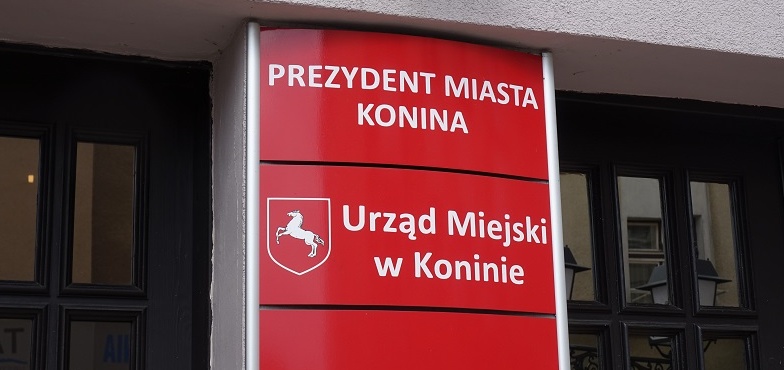 PREZYDENT MIASTA
KONINA
Urząd Miejski
w Koninie